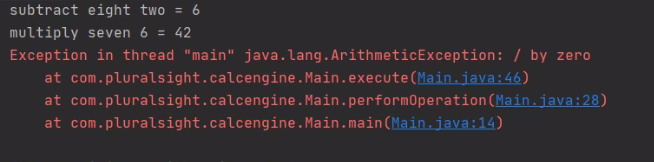 subtract eight two = 6
multiply seven 6 = 42
Exception in thread "main" java.lang.ArithmeticException: / by zero
at com.pluralsight.calcengine.Main.execute(Main.java:46)
at com.pluralsight.calcengine.Main.performOperation(Main.java:28)
at com.pluralsight.calcengine.Main.main(Main.java:14)